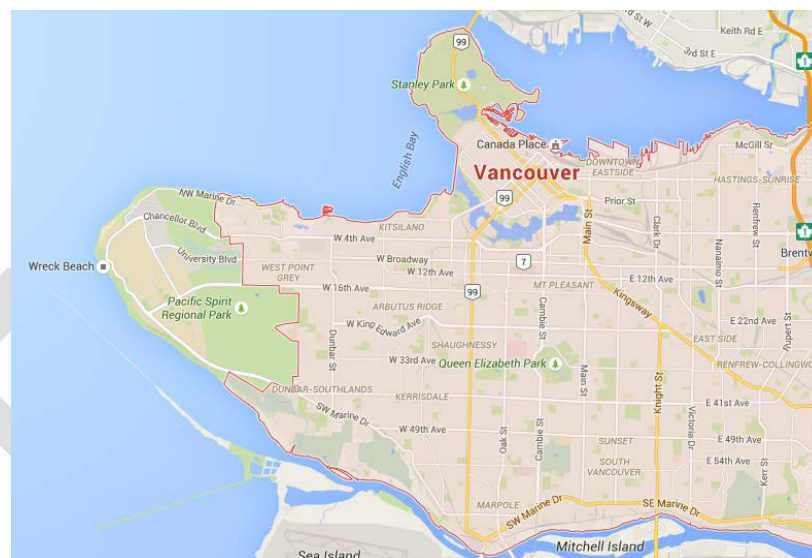 3rd St W
Keith Rd E
99
3rd St E
1
Stanley Park
English Bay
Canada Place
McGill St
Vancouver
DOWNTOWN
EASTSIDE
HASTINGS-SUNRISE
NW Marine Dr
99
Prior St
Main St
Clark Dr
Nanaimo St
Renfrew St
1
Chancellor Blvd
KITSILANO
W 4th Ave
University Blvd
Brentw
Wreck Beach
WEST POINT
GREY
W Broadway
W 12th Ave
7
E 12th Ave
W 16th Ave
99
MT PLEASANT
Kingsway
Pacific Spirit
Regional Park
ARBUTUS RIDGE
Cambie St
E 22nd Ave
Rupert St
Dunbar St
W King Edward Ave
SHAUGHNESSY
EAST SIDE
W 33rd Ave
Queen Elizabeth Park
Main St
Knight St
RENFREW-COLLINGWO
DUNBAR-SOUTHLANDS
KERRISDALE
E 41st Ave
SW Marine Dr
W 49th Ave
Oak St
Cambie St
SUNSET
Victoria Dr
E 49th Ave
SOUTH
VANCOUVER
E 54th Ave
Kerr St
MARPOLE
SW Marine Dr
SE Marine Dr
Sea Island
Mitchell Island